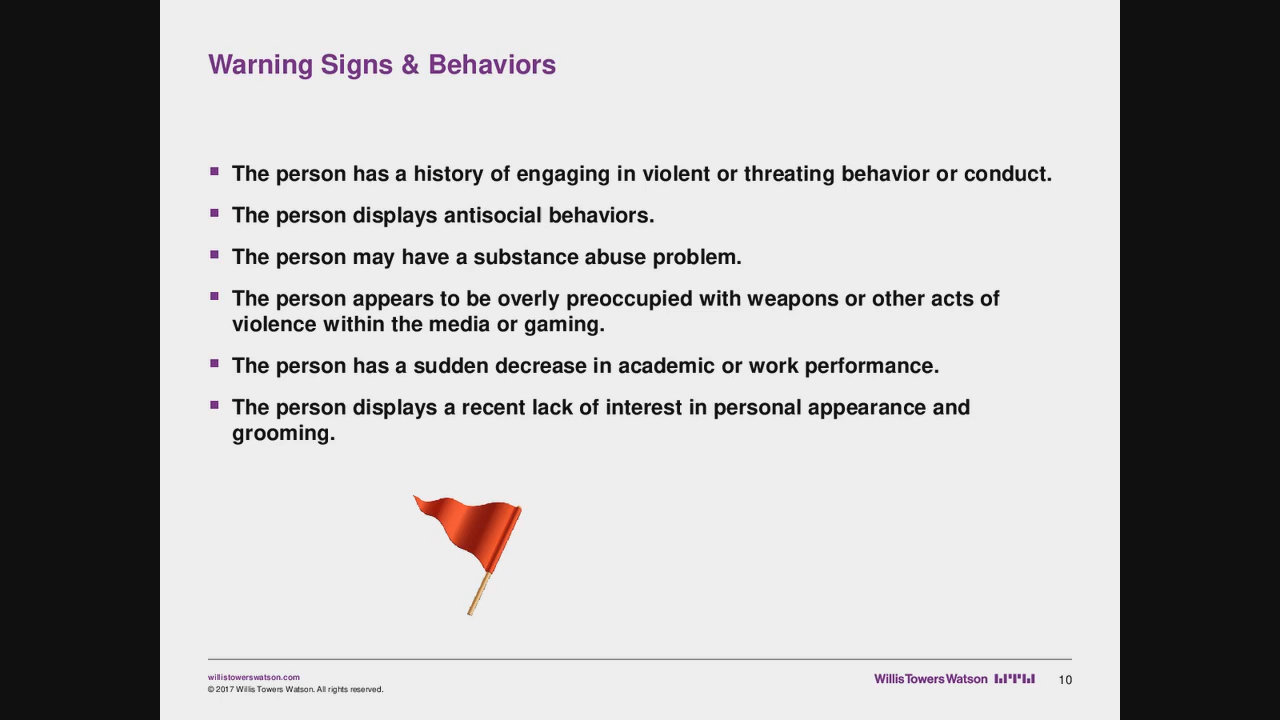 Warning Signs & Behaviors
The person has a history of engaging in violent or threating behavior or conduct.
The person displays antisocial behaviors.
The person may have a substance abuse problem.
The person appears to be overly preoccupied with weapons or other acts of
violence within the media or gaming.
The person has a sudden decrease in academic or work performance.
The person displays a recent lack of interest in personal appearance and
grooming.
willistowerswatson.com
© 2017 Willis Towers Watson. All rights reserved.
WillisTowersWatson
10